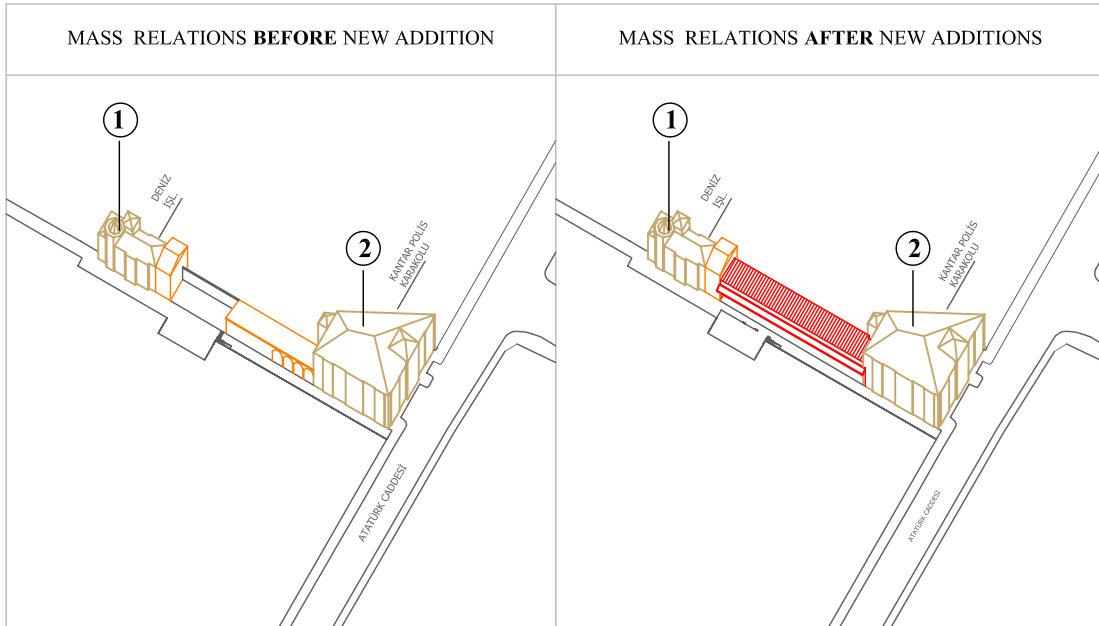 MASS RELATIONS BEFORE NEW ADDITION
MASS RELATIONS AFTER NEW ADDITIONS
1
DENİZ
İŞL.
2
KANTAR POLİS
KARAKOLU
ATATÜRK CADDESİ
1
DENİZ
İŞL.
2
KANTAR POLİS
KARAKOLU
ATATÜRK CADDESİ